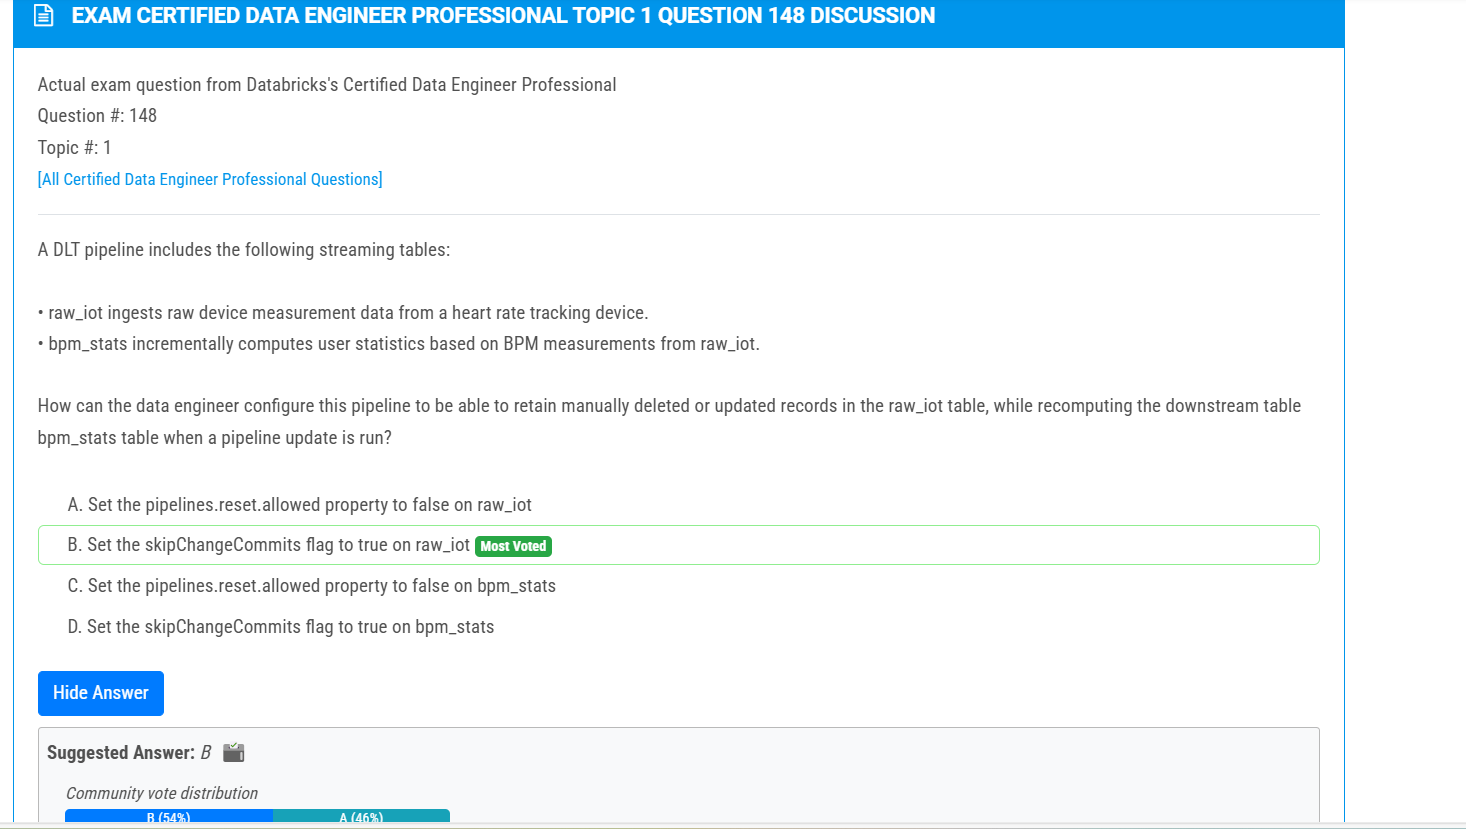 EXAM CERTIFIED DATA ENGINEER PROFESSIONAL TOPIC 1 QUESTION 148 DISCUSSION
Actual exam question from Databricks's Certified Data Engineer Professional
Question #: 148
Topic #: 1
[All Certified Data Engineer Professional Questions]
A DLT pipeline includes the following streaming tables:
• raw_iot ingests raw device measurement data from a heart rate tracking device.
• bpm_stats incrementally computes user statistics based on BPM measurements from raw_iot.
How can the data engineer configure this pipeline to be able to retain manually deleted or updated records in the raw_iot table, while recomputing the downstream table
bpm_stats table when a pipeline update is run?
A. Set the pipelines.reset.allowed property to false on raw_iot
B. Set the skipChangeCommits flag to true on raw_iot Most Voted
C. Set the pipelines.reset.allowed property to false on bpm_stats
D. Set the skipChangeCommits flag to true on bpm_stats
Hide Answer
Suggested Answer: B
Community vote distribution
B (54%) A (46%)